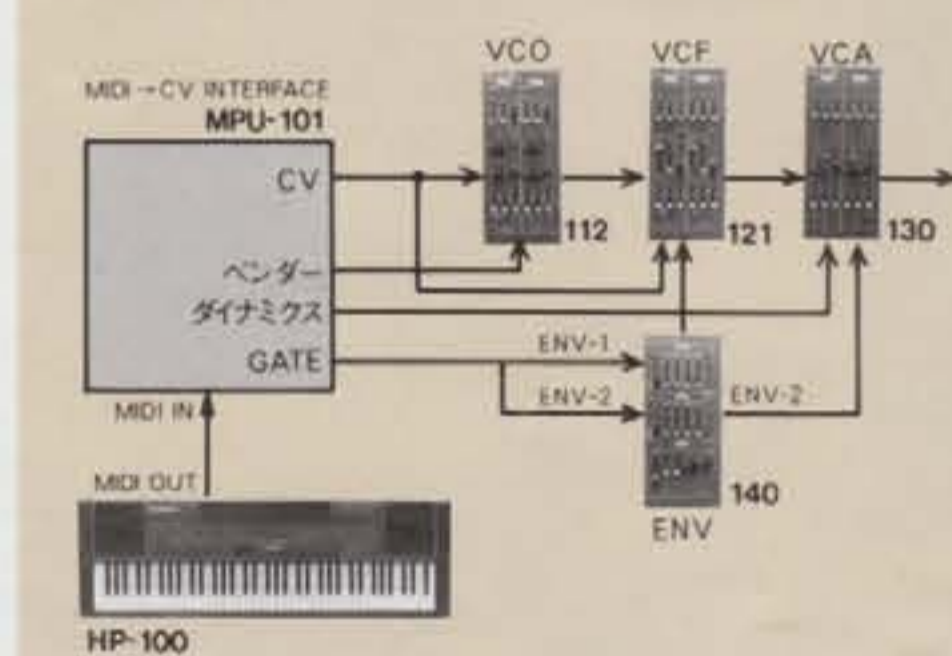 MIDI→CV INTERFACE
MPU-101
CV
ベンダー
ダイナミクス
GATE
MIDI IN
MIDI OUT
HP-100
VCO
112
VCF
121
VCA
130
ENV-1
ENV-2
ENV-2
140
ENV